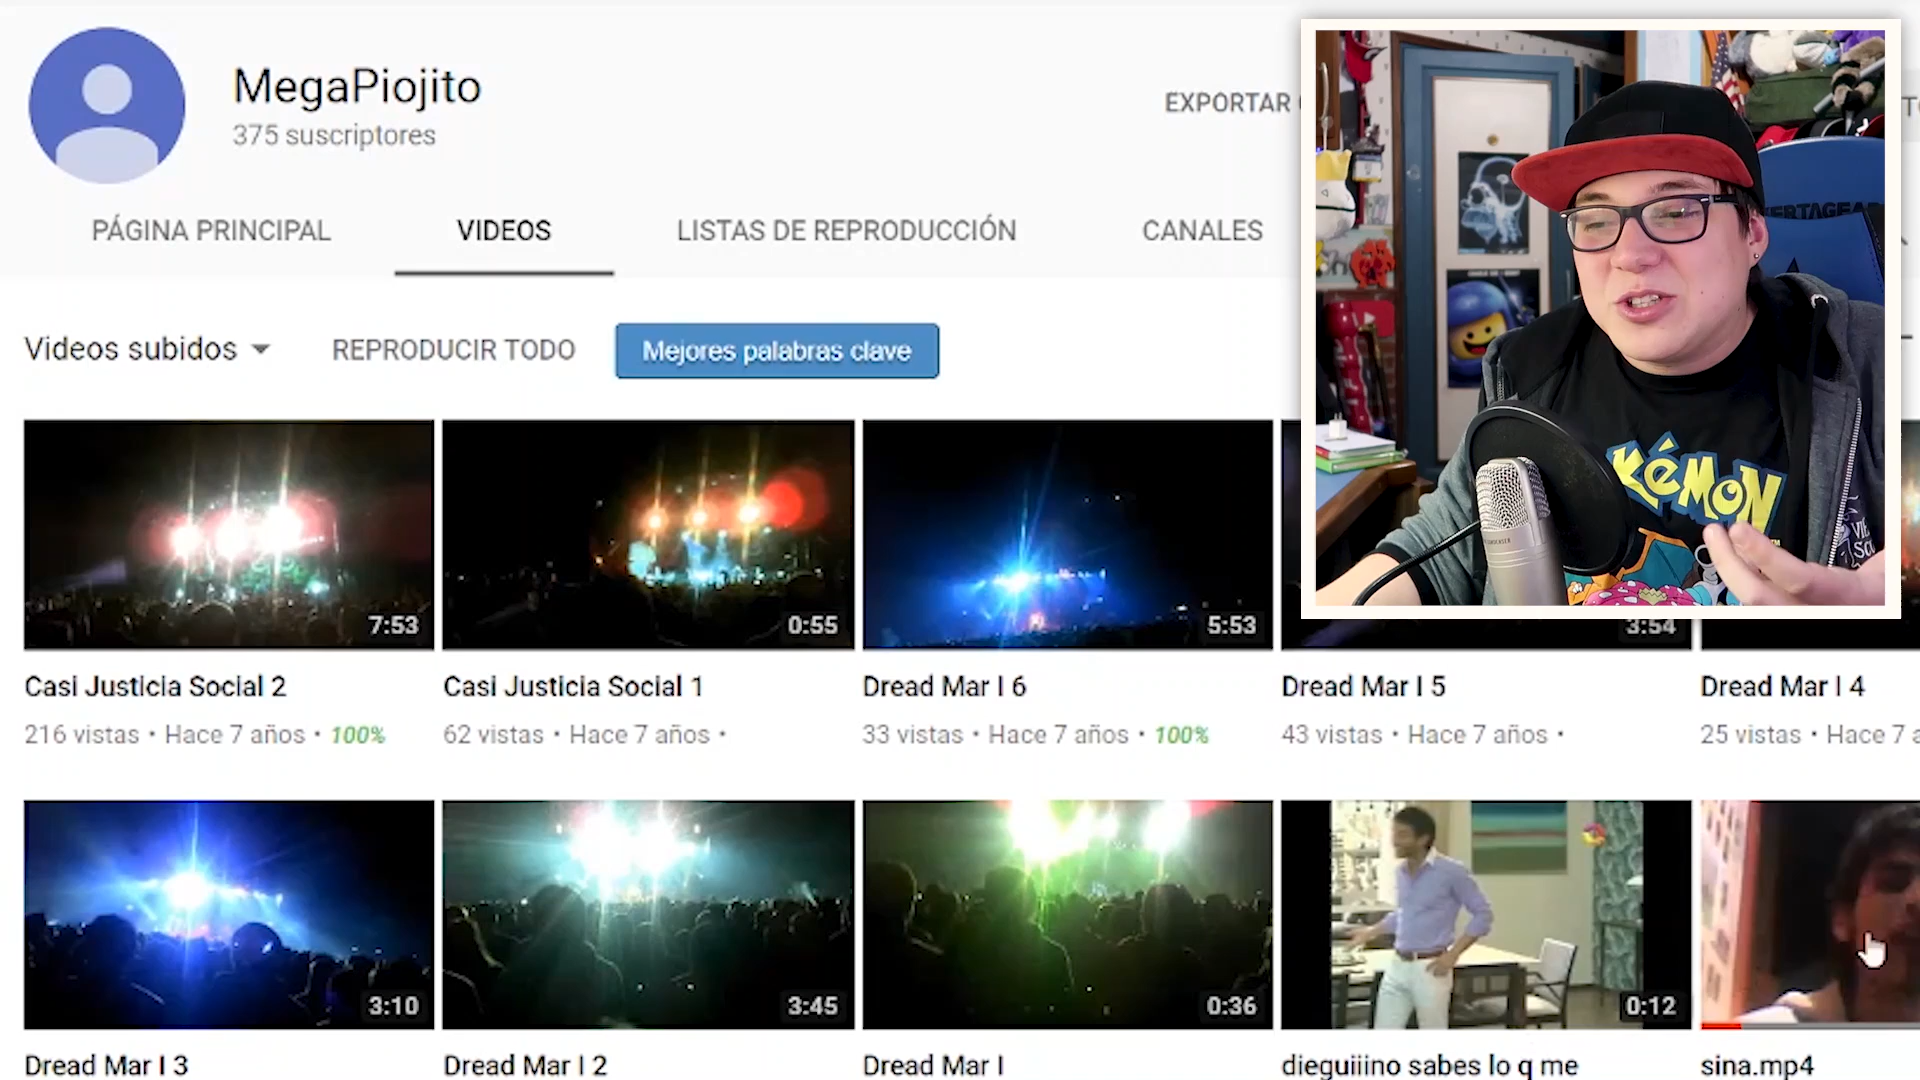 MegaPiojito
375 suscriptores
EXPORTAR
PÁGINA PRINCIPAL
VIDEOS
LISTAS DE REPRODUCCIÓN
CANALES
Videos subidos
REPRODUCIR TODO
Mejores palabras clave
KÉMON
7:53
0:55
5:53
3:54
Casi Justicia Social 2
Casi Justicia Social 1
Dread Mar I 6
Dread Mar I 5
Dread Mar I 4
216 vistas • Hace 7 años • 100%
62 vistas • Hace 7 años •
33 vistas • Hace 7 años • 100%
43 vistas • Hace 7 años •
25 vistas • Hace 7 a
3:10
3:45
0:36
0:12
Dread Mar I 3
Dread Mar I 2
Dread Mar I
dieguiiino sabes lo q me
sina.mp4